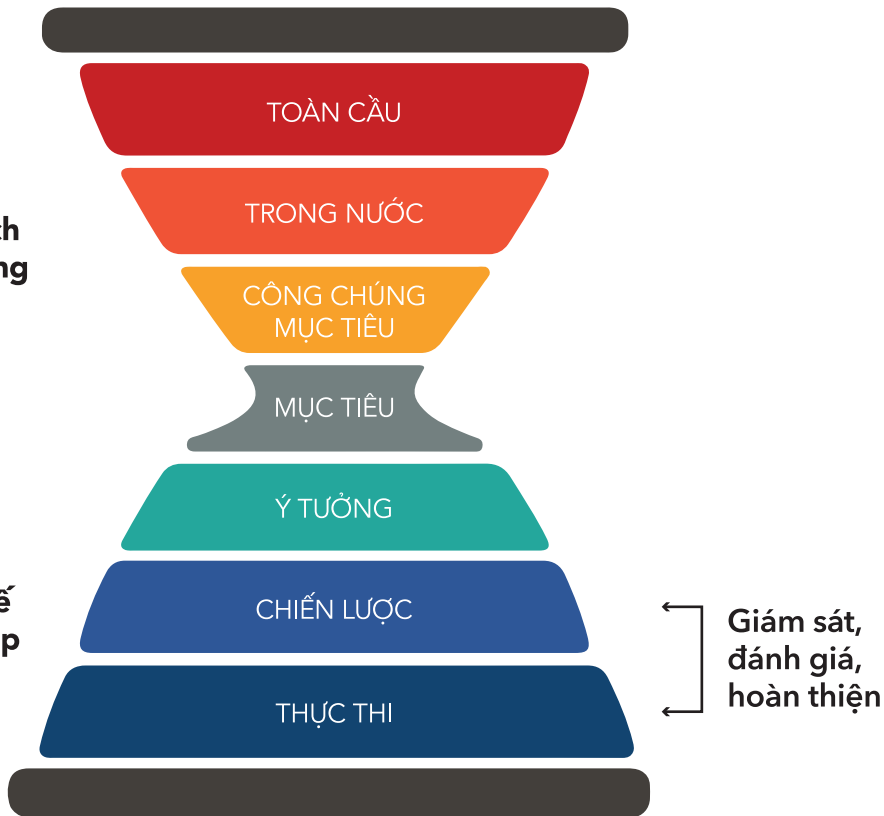 TOÀN CẦU
TRONG NƯỚC
CÔNG CHÚNG
MỤC TIÊU
MỤC TIÊU
Ý TƯỞNG
CHIẾN LƯỢC
THỰC THI
Giám sát,
đánh giá,
hoàn thiện